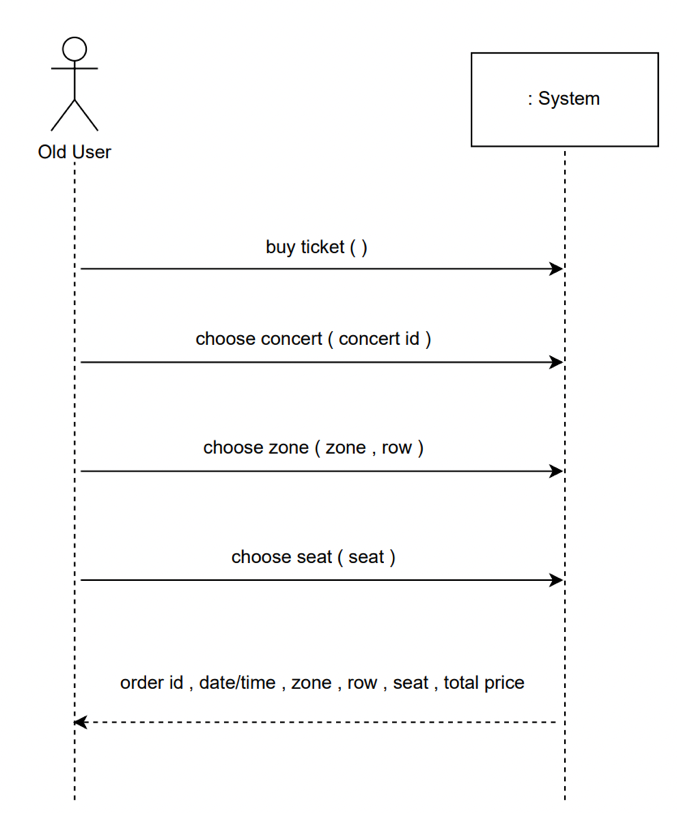 : System
Old User
buy ticket ( )
choose concert ( concert id )
choose zone ( zone , row )
choose seat ( seat )
order id , date/time , zone , row , seat , total price